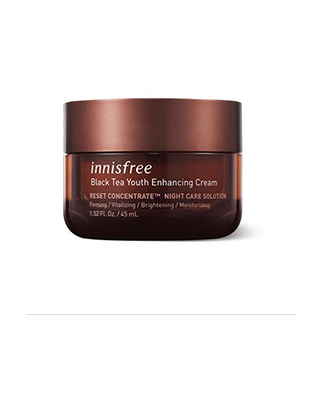 innisfree
Black Tea Youth Enhancing Cream
RESET CONCENTRATE™ NIGHT CARE SOLUTION
Firming / Vitalizing / Brightening / Moisturizing
1.52 FL Oz. / 45 mL